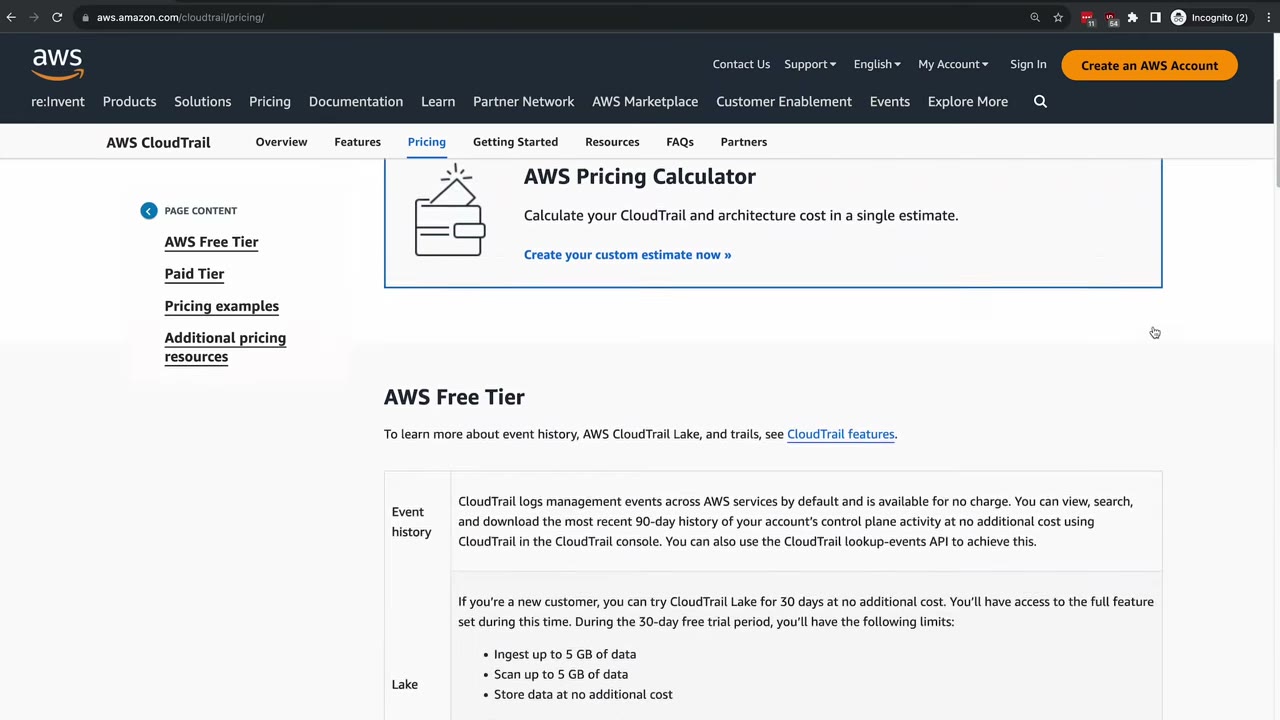 aws.amazon.com/cloudtrail/pricing/
11
54
Incognito (2)
aws
Contact Us Support English My Account Sign In Create an AWS Account
re:Invent Products Solutions Pricing Documentation Learn Partner Network AWS Marketplace Customer Enablement Events Explore More
AWS CloudTrail Overview Features Pricing Getting Started Resources FAQs Partners
PAGE CONTENT
AWS Free Tier
Paid Tier
Pricing examples
Additional pricing
resources
AWS Pricing Calculator
Calculate your CloudTrail and architecture cost in a single estimate.
Create your custom estimate now »
AWS Free Tier
To learn more about event history, AWS CloudTrail Lake, and trails, see CloudTrail features.
Event
history
CloudTrail logs management events across AWS services by default and is available for no charge. You can view, search,
and download the most recent 90-day history of your account's control plane activity at no additional cost using
CloudTrail in the CloudTrail console. You can also use the CloudTrail lookup-events API to achieve this.
Lake
If you're a new customer, you can try CloudTrail Lake for 30 days at no additional cost. You'll have access to the full feature
set during this time. During the 30-day free trial period, you'll have the following limits:
• Ingest up to 5 GB of data
• Scan up to 5 GB of data
• Store data at no additional cost